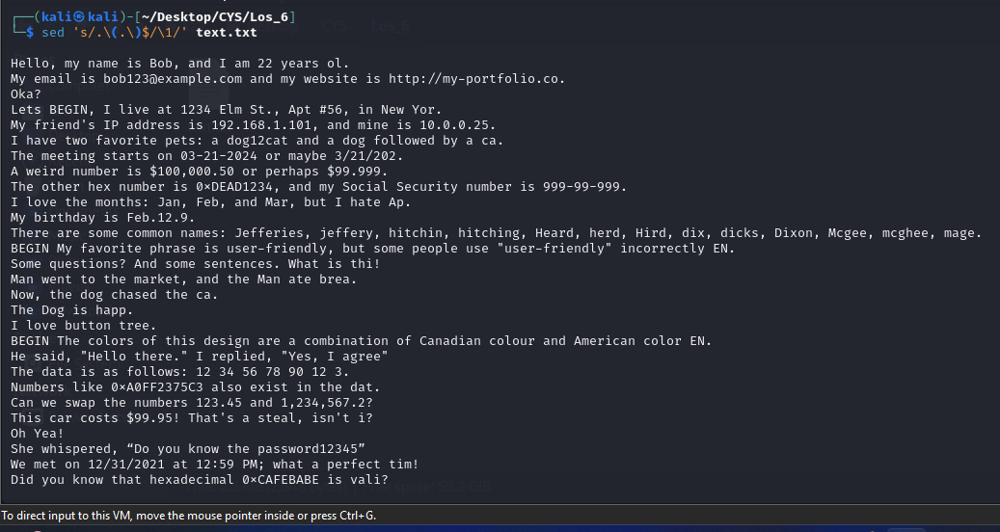 ┌──(kali㉿kali)-[~/Desktop/CYS/Los_6]
└─$ sed 's/.\(.\)$/\1/' text.txt
Hello, my name is Bob, and I am 22 years ol.
My email is bob123@example.com and my website is http://my-portfolio.co.
Oka?
Lets BEGIN, I live at 1234 Elm St., Apt #56, in New Yor.
My friend's IP address is 192.168.1.101, and mine is 10.0.0.25.
I have two favorite pets: a dog12cat and a dog followed by a ca.
The meeting starts on 03-21-2024 or maybe 3/21/202.
A weird number is $100,000.50 or perhaps $99.999.
The other hex number is 0×DEAD1234, and my Social Security number is 999-99-999.
I love the months: Jan, Feb, and Mar, but I hate Ap.
My birthday is Feb.12.9.
There are some common names: Jefferies, jeffery, hitchin, hitching, Heard, herd, Hird, dix, dicks, Dixon, Mcgee, mcghee, mage.
BEGIN My favorite phrase is user-friendly, but some people use "user-friendly" incorrectly EN.
Some questions? And some sentences. What is thi!
Man went to the market, and the Man ate brea.
Now, the dog chased the ca.
The Dog is happ.
I love button tree.
BEGIN The colors of this design are a combination of Canadian colour and American color EN.
He said, "Hello there." I replied, "Yes, I agree"
The data is as follows: 12 34 56 78 90 12 3.
Numbers like 0×A0FF2375C3 also exist in the dat.
Can we swap the numbers 123.45 and 1,234,567.2?
This car costs $99.95! That's a steal, isn't i?
Oh Yea!
She whispered, “Do you know the password12345”
We met on 12/31/2021 at 12:59 PM; what a perfect tim!
Did you know that hexadecimal 0×CAFEBABE is vali?
To direct input to this VM, move the mouse pointer inside or press Ctrl+G.